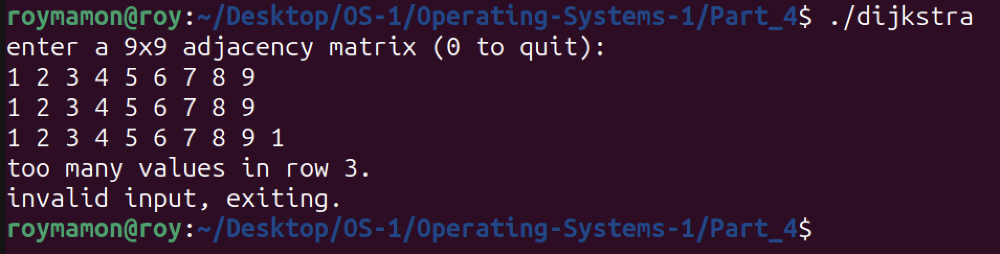 roymamon@roy:~/Desktop/OS-1/Operating-Systems-1/Part_4$ ./dijkstra
enter a 9x9 adjacency matrix (0 to quit):
1 2 3 4 5 6 7 8 9
1 2 3 4 5 6 7 8 9
1 2 3 4 5 6 7 8 9 1
too many values in row 3.
invalid input, exiting.
roymamon@roy:~/Desktop/OS-1/Operating-Systems-1/Part_4$